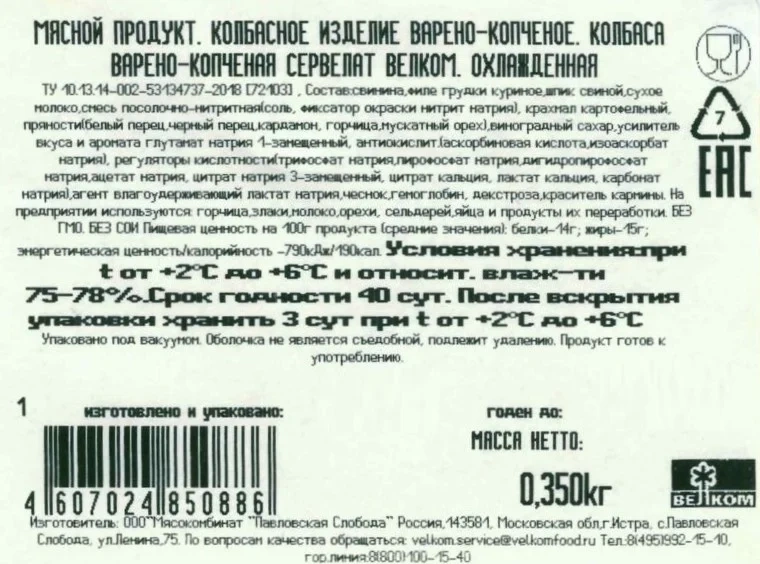 МЯСНОЙ ПРОДУКТ. КОЛБАСНОЕ ИЗДЕЛИЕ ВАРЕНО-КОПЧЕНОЕ. КОЛБАСА
ВАРЕНО-КОПЧЕНАЯ СЕРВЕЛАТ ВЕЛКОМ. ОХЛАЖДЕННАЯ
ТУ 10.13.14-002-53134737-2018 [72103] , Состав:свинина,филе грудки куриное,шпик свиной,сухое
молоко,смесь посолочно-нитритная(соль, фиксатор окраски нитрит натрия), крахмал картофельный,
пряности(белый перец,черный перец,кардамон, горчица,мускатный орех),виноградный сахар,усилитель
вкуса и аромата глутанат натрия 1-замещенный, антиокислит.(аскорбиновая кислота,изоаскорбат
натрия), регуляторы кислотности(трифосфат натрия,пирофосфат натрия,дигидропирофосфат
натрия,ацетат натрия, цитрат натрия 3-замещенный, цитрат кальция, лактат кальция, карбонат
натрия),агент влагоудерживающий лактат натрия,чеснок,гемоглобин, декстроза,краситель кармины. На
предприятии используются: горчица,злаки,молоко,орехи, сельдерей,яйца и продукты их переработки. БЕЗ
ГМО. БЕЗ СОИ Пищевая ценность на 100г продукта (средние значения): белки-14г; жиры-15г;
энергетическая ценность/калорийность -790кДж/190кал. Условия хранения:при
t от +2°C до +6°C и относит. влаж-ти
75-78%.Срок годности 40 сут. После вскрытия
упаковки хранить 3 сут при t от +2°C до +6°C
Упаковано под вакуумом. Оболочка не является съедобной, подлежит удалению. Продукт готов к
употреблению.
7
EAC
1 изготовлено и упаковано: годен до:
МАССА НЕТТО:
0,350кг
ВЕЛКОМ
4 607024 850886
Изготовитель: ООО"Мясокомбинат "Павловская Слобода" Россия,143581, Московская обл,г.Истра, с.Павловская
Слобода, ул.Ленина,75. По вопросам качества обращаться: velkom.service@velkomfood.ru Тел:8(495)992-15-10,
гор.линия:8(800)100-15-40